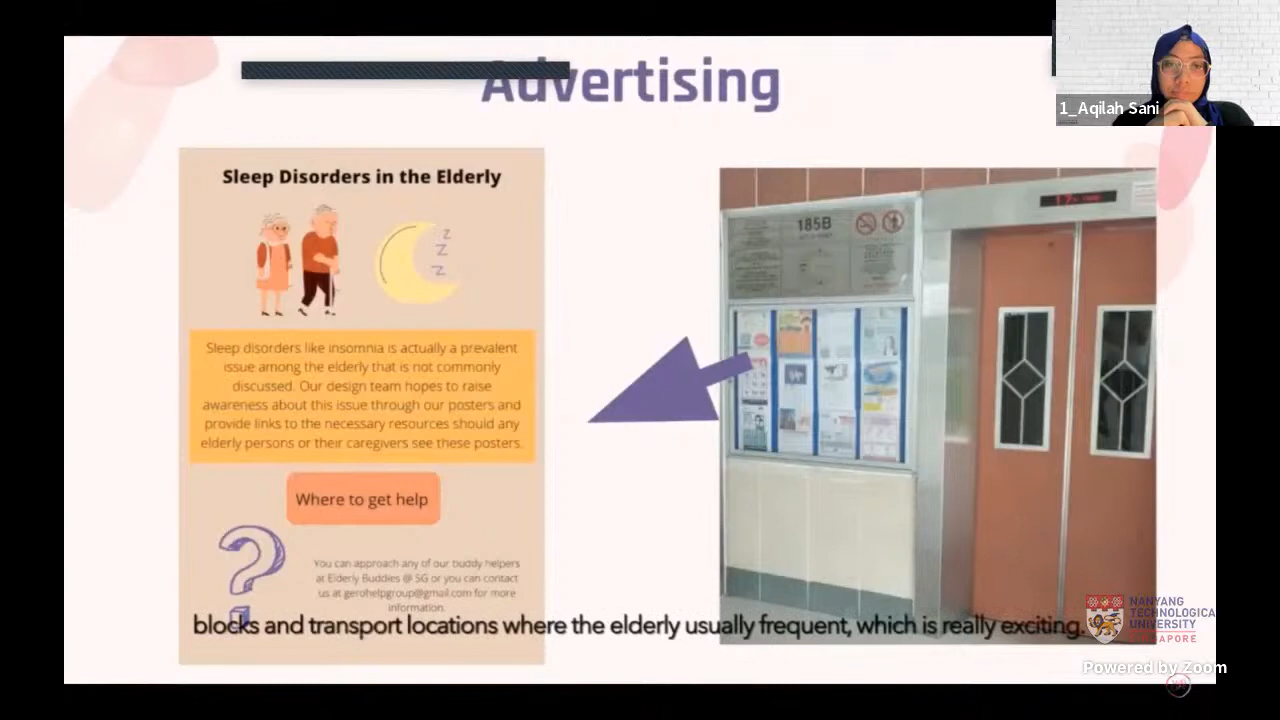 Advertising
1_Aqilah Sani
Sleep Disorders in the Elderly
z
z
z
Sleep disorders like insomnia is actually a prevalent
issue among the elderly that is not commonly
discussed. Our design team hopes to raise
awareness about this issue through our posters and
provide links to the necessary resources should any
elderly persons or their caregivers see these posters.
Where to get help
?
You can approach any of our buddy helpers
at Elderly Buddies @ SG or you can contact
us at gerohelpgroup@gmail.com for more
information.
185B
blocks and transport locations where the elderly usually frequent, which is really exciting.
NANYANG
TECHNOLOGICA
UNIVERSITY
SINGAPORE
Powered by Zoom